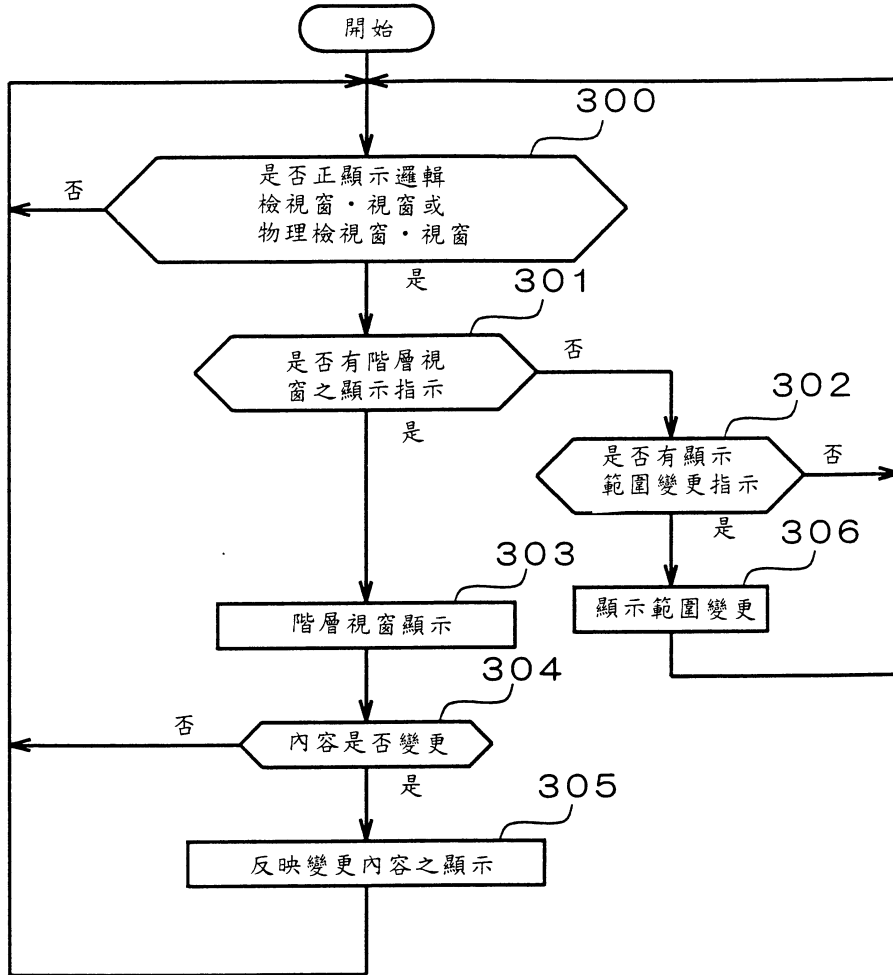 開始
300
是否正顯示邏輯
檢視窗・視窗或
物理檢視窗・視窗
否
是
301
是否有階層視
窗之顯示指示
否
是
302
是否有顯示
範圍變更指示
否
是
303
階層視窗顯示
306
顯示範圍變更
304
內容是否變更
否
是
305
反映變更內容之顯示